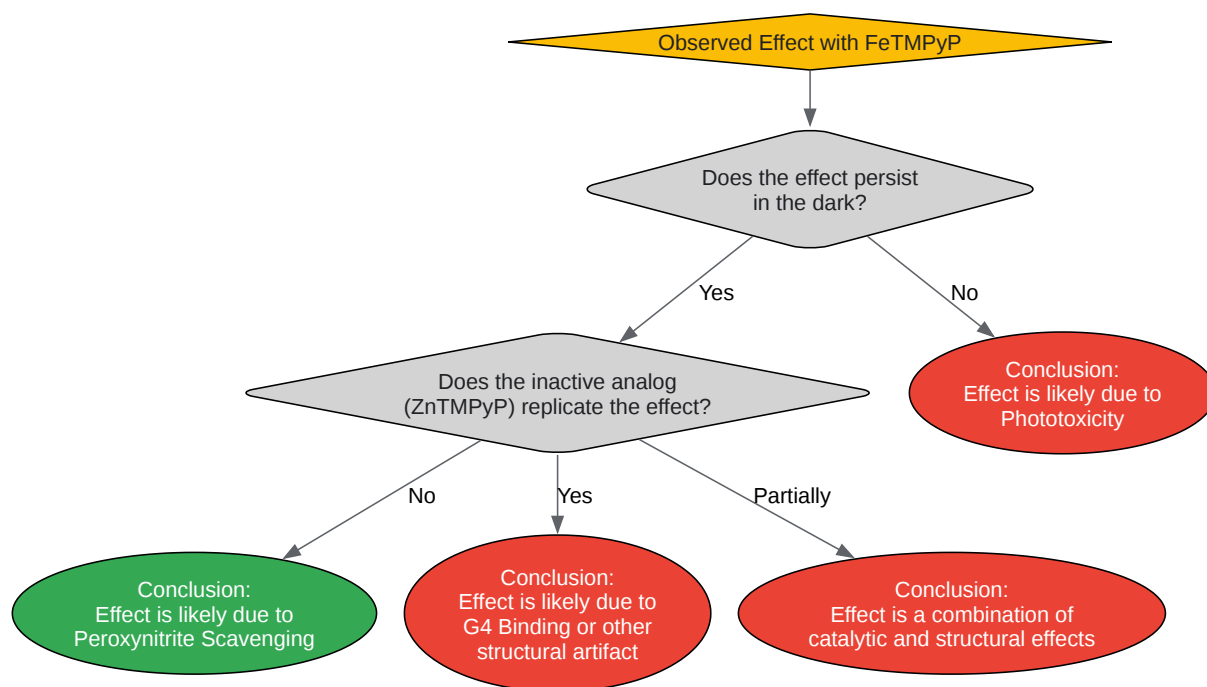 Observed Effect with FeTMPyP
Does the effect persist
in the dark?
Yes
No
Does the inactive analog
(ZnTMPyP) replicate the effect?
Conclusion:
Effect is likely due to
Phototoxicity
No
Yes
Partially
Conclusion:
Effect is likely due to
Peroxynitrite Scavenging
Conclusion:
Effect is likely due to
G4 Binding or other
structural artifact
Conclusion:
Effect is a combination of
catalytic and structural effects